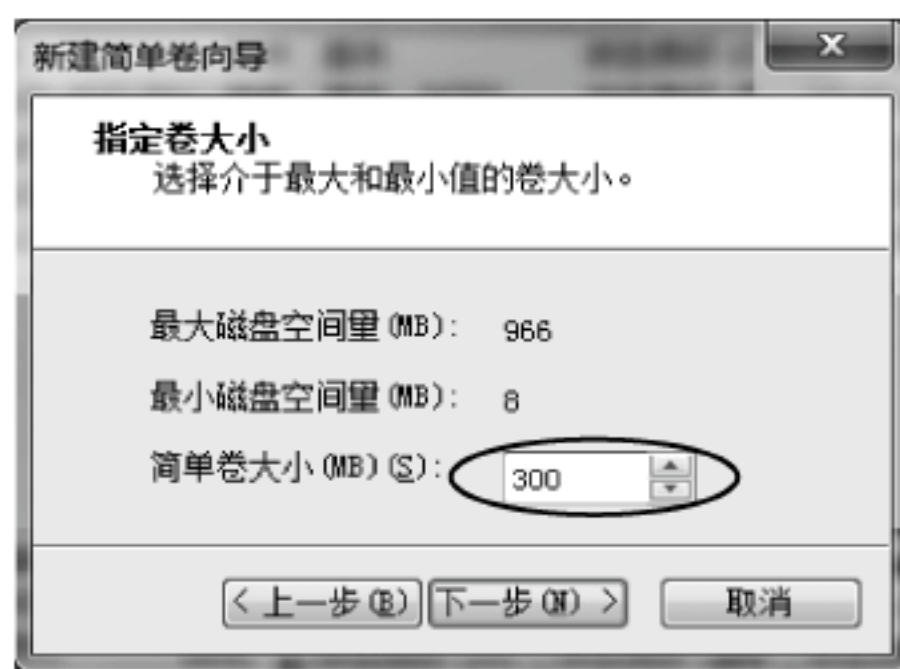 新建简单卷向导
指定卷大小
选择介于最大和最小值的卷大小。
最大磁盘空间量(MB): 966
最小磁盘空间量(MB): 8
简单卷大小(MB)(S): 300
< 上一步(B) 下一步(N) > 取消